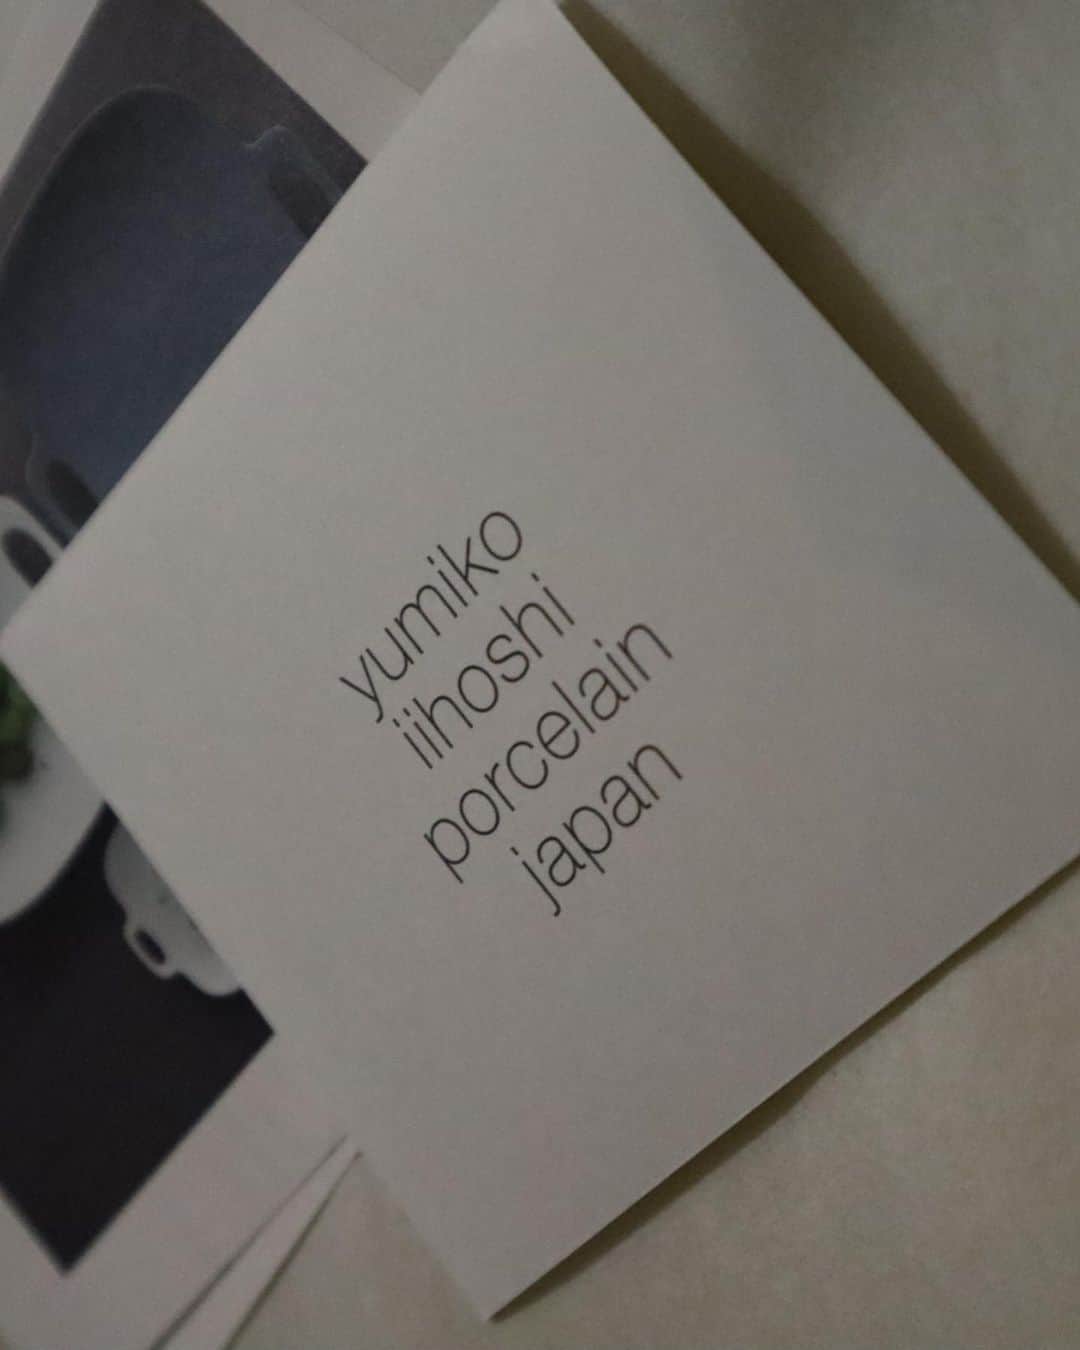 yumiko
iihoshi
porcelain
japan